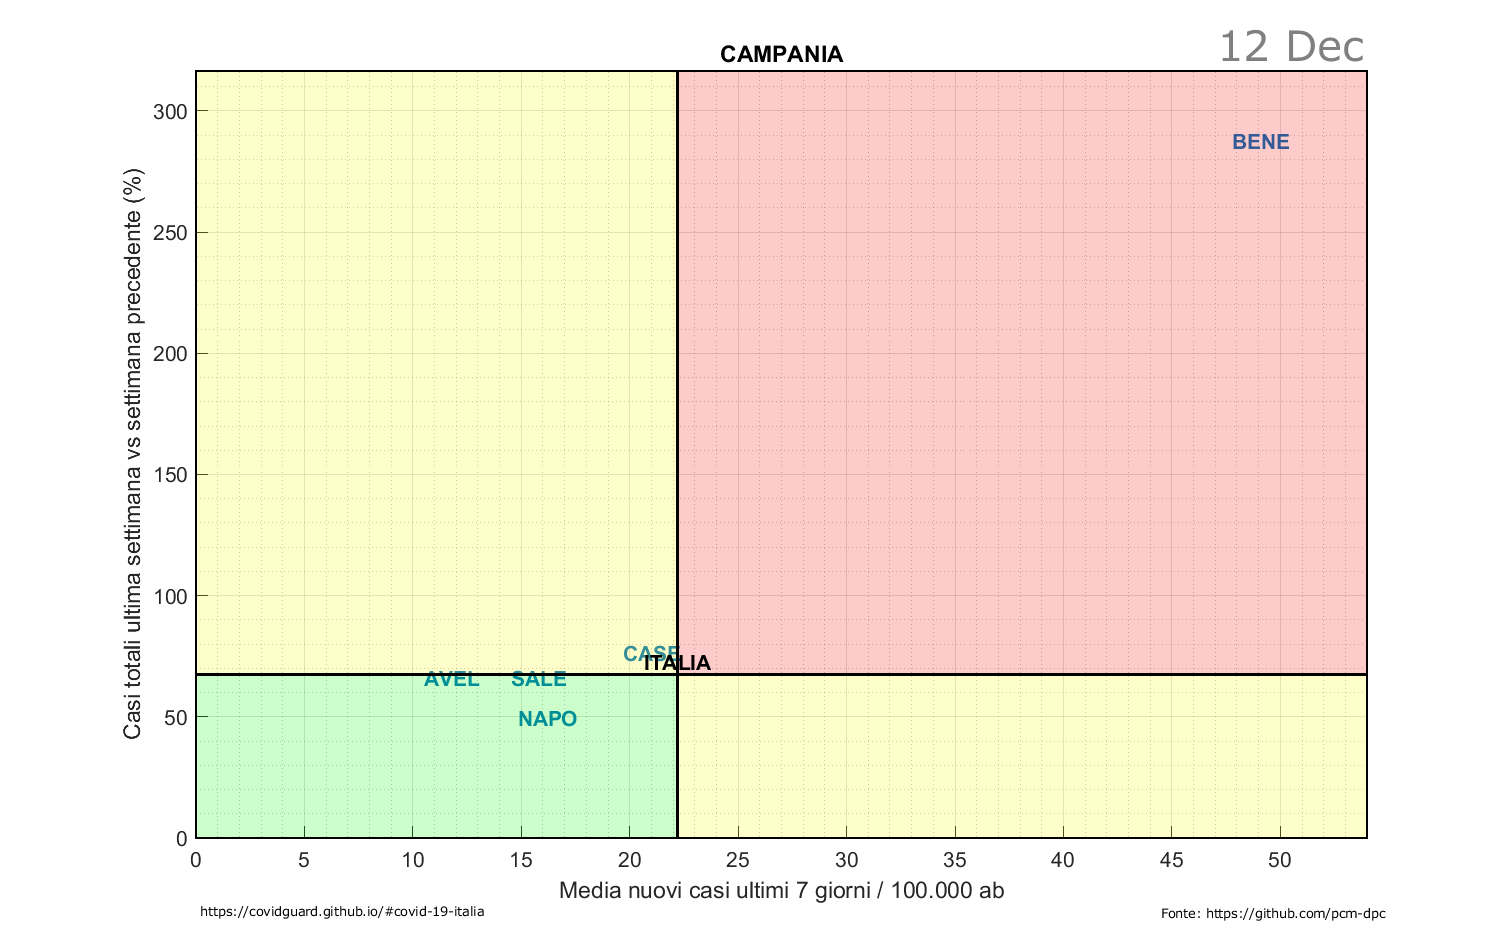 12 Dec
CAMPANIA
Casi totali ultima settimana vs settimana precedente (%)
300
250
200
150
100
50
0
BENE
CASE
ITALIA
AVEL
SALE
NAPO
0 5 10 15 20 25 30 35 40 45 50
Media nuovi casi ultimi 7 giorni / 100.000 ab
https://covidguard.github.io/#covid-19-italia
Fonte: https://github.com/pcm-dpc